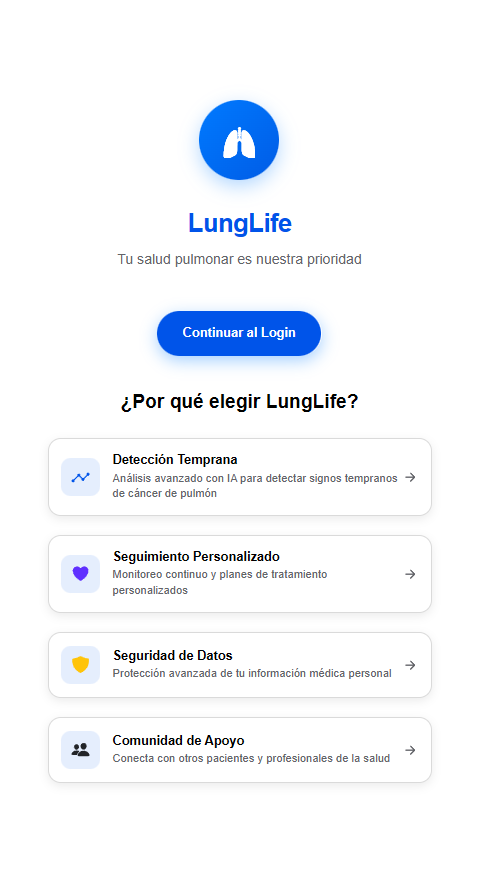 LungLife
Tu salud pulmonar es nuestra prioridad
Continuar al Login
¿Por qué elegir LungLife?
Detección Temprana
Análisis avanzado con IA para detectar signos tempranos
de cáncer de pulmón
Seguimiento Personalizado
Monitoreo continuo y planes de tratamiento
personalizados
Seguridad de Datos
Protección avanzada de tu información médica personal
Comunidad de Apoyo
Conecta con otros pacientes y profesionales de la salud